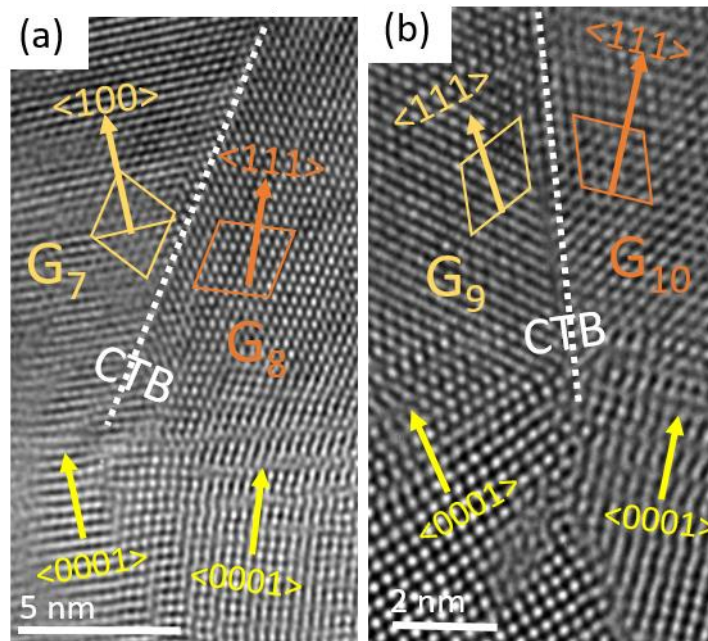 (a)
<100>
<111>
G7
G8
CTB
<0001>
<0001>
5 nm
(b)
<111>
<111>
G9
G10
CTB
<0001>
<0001>
2 nm